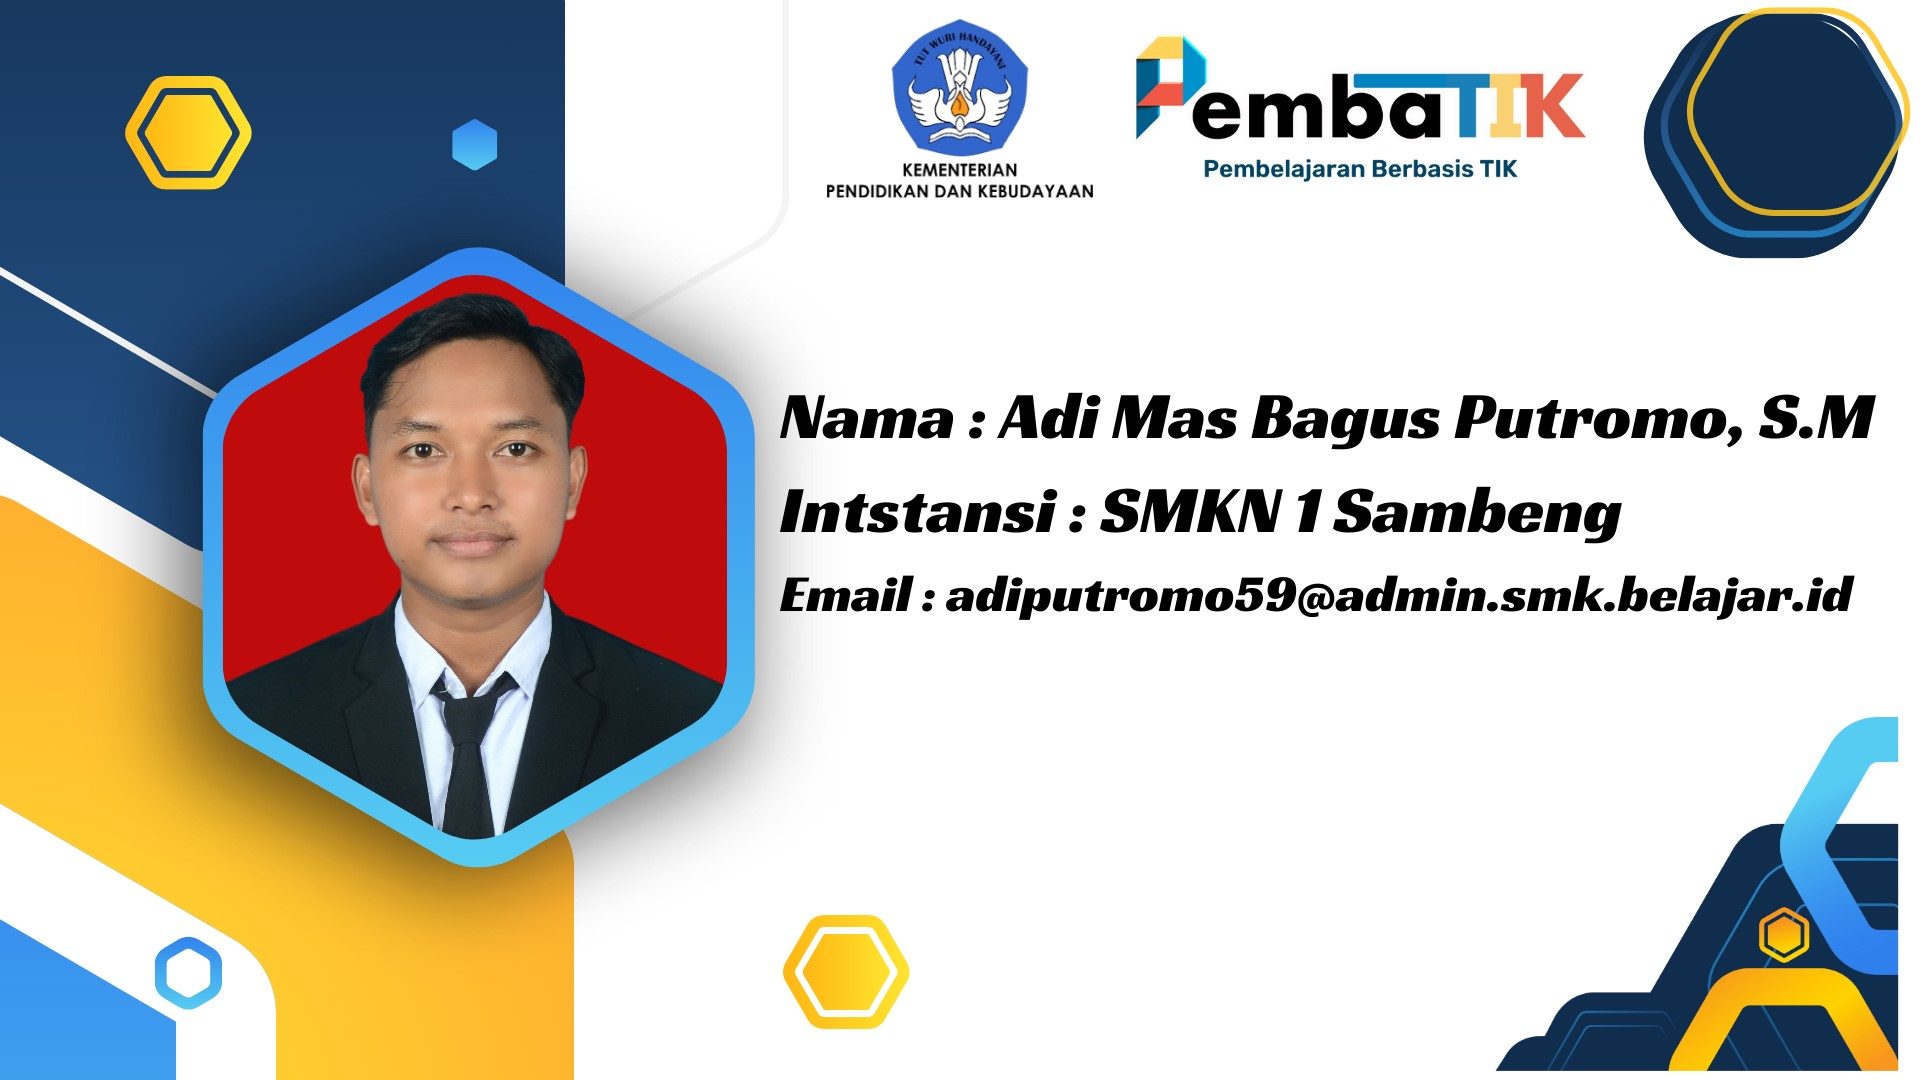 TUT WURI HANDAYANI
KEMENTERIAN
PENDIDIKAN DAN KEBUDAYAAN
PembaTIK
Pembelajaran Berbasis TIK
Nama : Adi Mas Bagus Putromo, S.M
Intstansi : SMKN 1 Sambeng
Email : adiputromo59@admin.smk.belajar.id